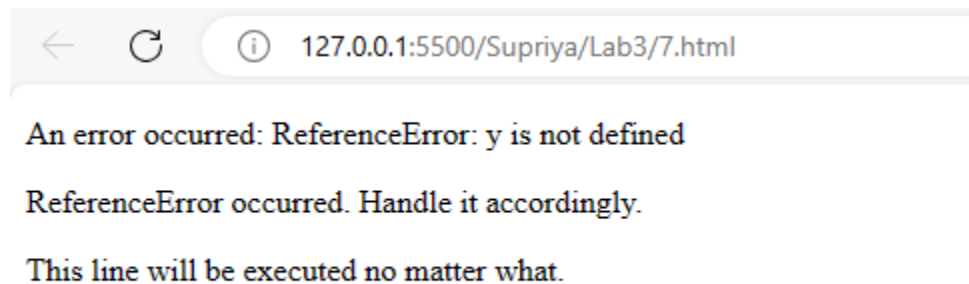 127.0.0.1:5500/Supriya/Lab3/7.html
An error occurred: ReferenceError: y is not defined
ReferenceError occurred. Handle it accordingly.
This line will be executed no matter what.